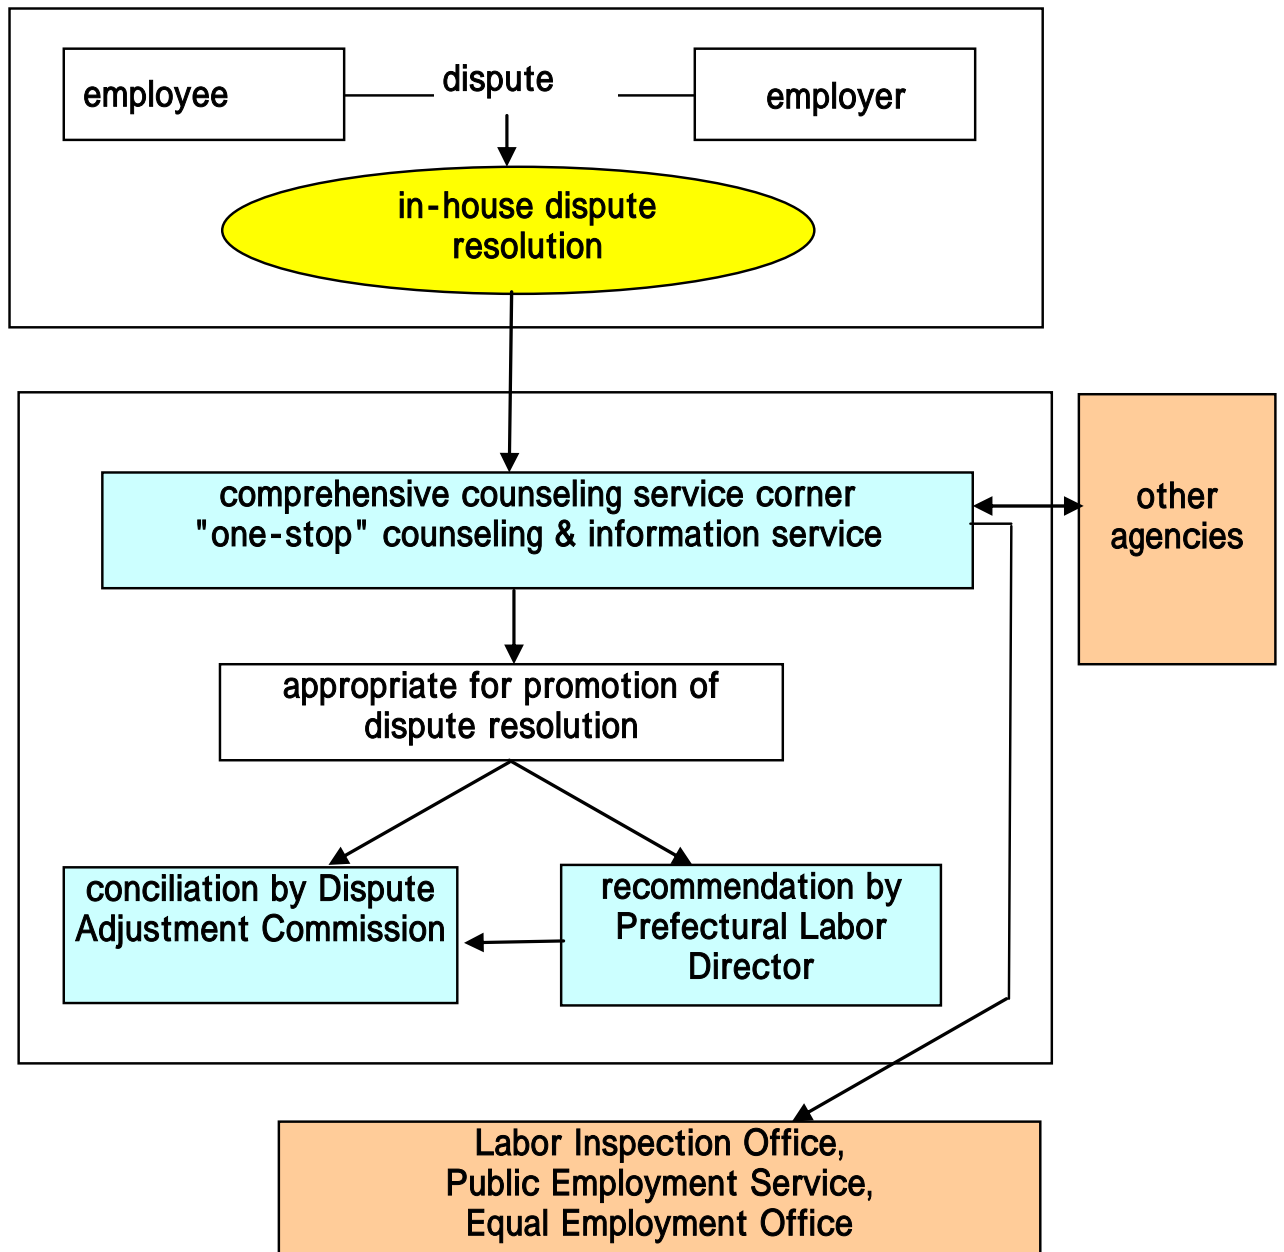 employee
dispute
employer
in-house dispute
resolution
comprehensive counseling service corner
"one-stop" counseling & information service
other
agencies
appropriate for promotion of
dispute resolution
conciliation by Dispute
Adjustment Commission
recommendation by
Prefectural Labor
Director
Labor Inspection Office,
Public Employment Service,
Equal Employment Office